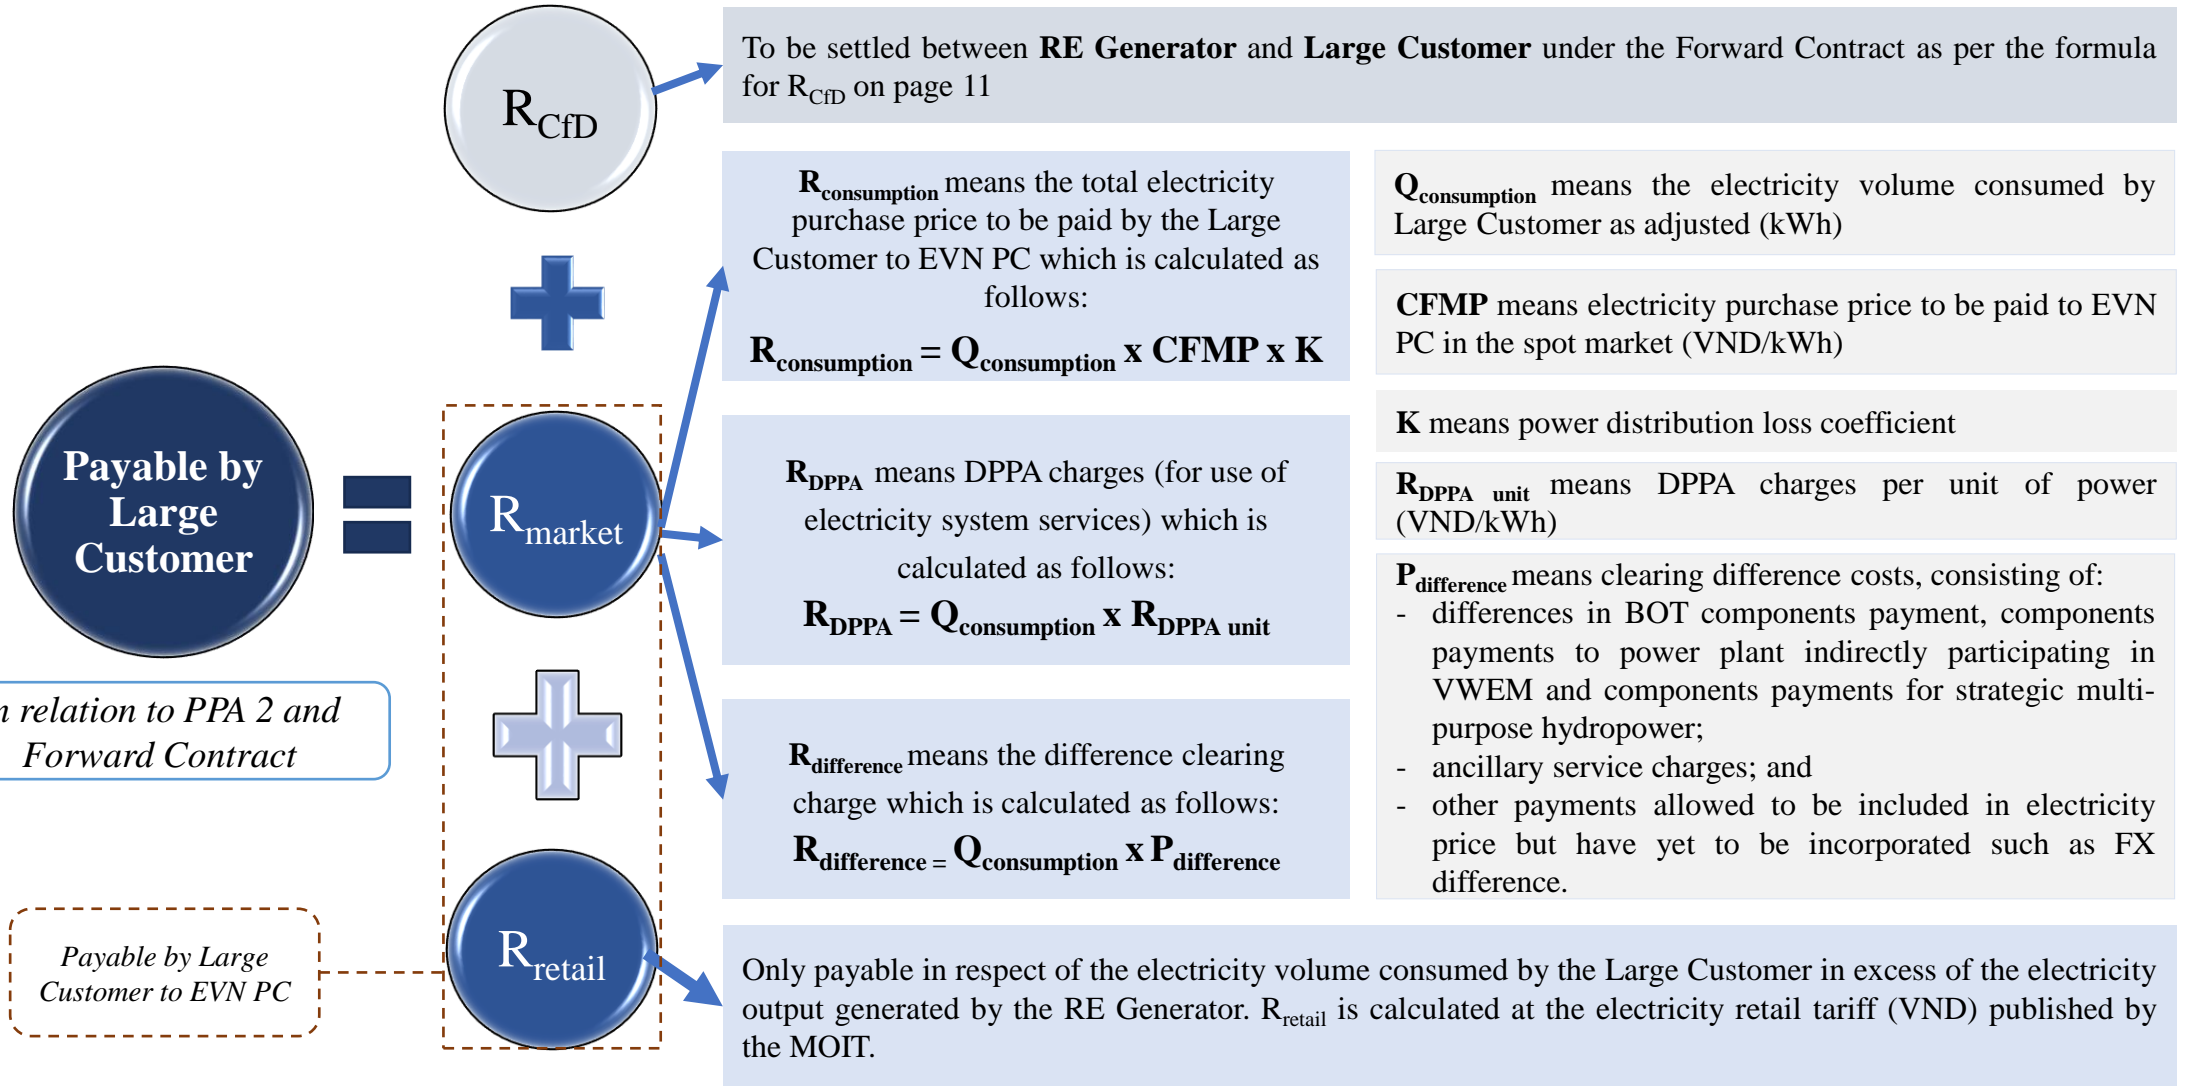 R_CfD
To be settled between RE Generator and Large Customer under the Forward Contract as per the formula
for R_CfD on page 11
R_consumption means the total electricity
purchase price to be paid by the Large
Customer to EVN PC which is calculated as
follows:
R_consumption = Q_consumption x CFMP x K
Q_consumption means the electricity volume consumed by
Large Customer as adjusted (kWh)
CFMP means electricity purchase price to be paid to EVN
PC in the spot market (VND/kWh)
K means power distribution loss coefficient
Payable by
Large
Customer
R_market
R_DPPA means DPPA charges (for use of
electricity system services) which is
calculated as follows:
R_DPPA = Q_consumption x R_DPPA unit
R_DPPA unit means DPPA charges per unit of power
(VND/kWh)
P_difference means clearing difference costs, consisting of:
- differences in BOT components payment, components
payments to power plant indirectly participating in
VWEM and components payments for strategic multi-
purpose hydropower;
- ancillary service charges; and
- other payments allowed to be included in electricity
price but have yet to be incorporated such as FX
difference.
n relation to PPA 2 and
Forward Contract
R_difference means the difference clearing
charge which is calculated as follows:
R_difference = Q_consumption x P_difference
Payable by Large
Customer to EVN PC
R_retail
Only payable in respect of the electricity volume consumed by the Large Customer in excess of the electricity
output generated by the RE Generator. R_retail is calculated at the electricity retail tariff (VND) published by
the MOIT.